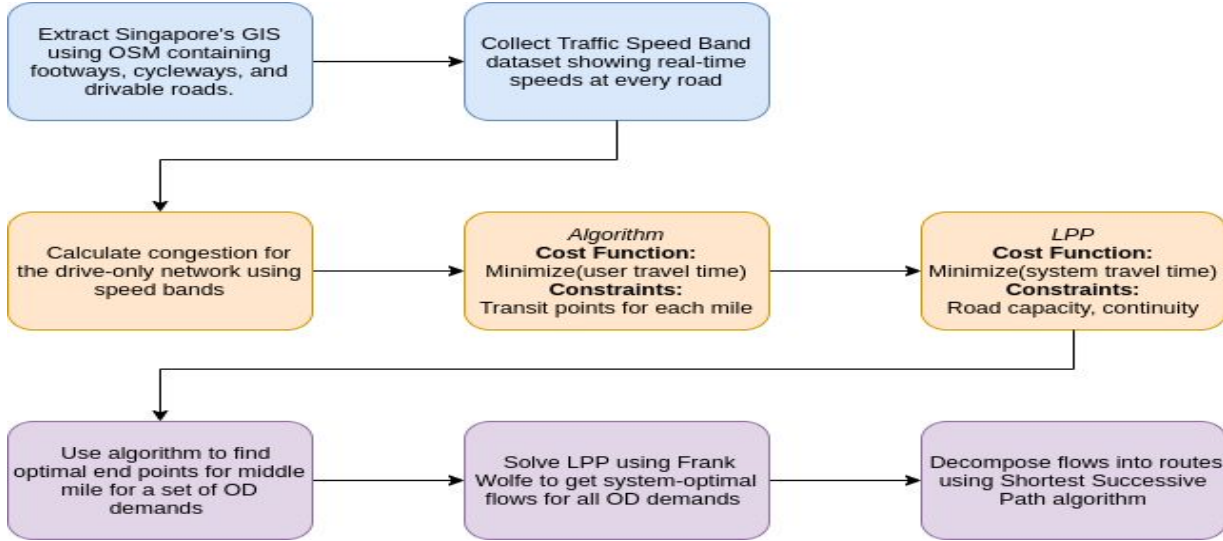 Extract Singapore's GIS
using OSM containing
footways, cycleways, and
drivable roads.
Collect Traffic Speed Band
dataset showing real-time
speeds at every road
Calculate congestion for
the drive-only network using
speed bands
Algorithm
Cost Function:
Minimize(user travel time)
Constraints:
Transit points for each mile
LPP
Cost Function:
Minimize(system travel time)
Constraints:
Road capacity, continuity
Use algorithm to find
optimal end points for middle
mile for a set of OD
demands
Solve LPP using Frank
Wolfe to get system-optimal
flows for all OD demands
Decompose flows into routes
using Shortest Successive
Path algorithm